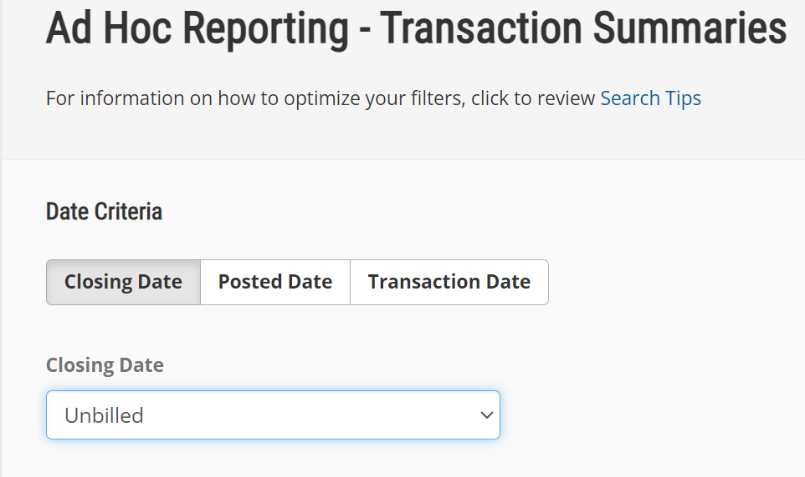 Ad Hoc Reporting - Transaction Summaries
For information on how to optimize your filters, click to review Search Tips
Date Criteria
Closing Date Posted Date Transaction Date
Closing Date
Unbilled